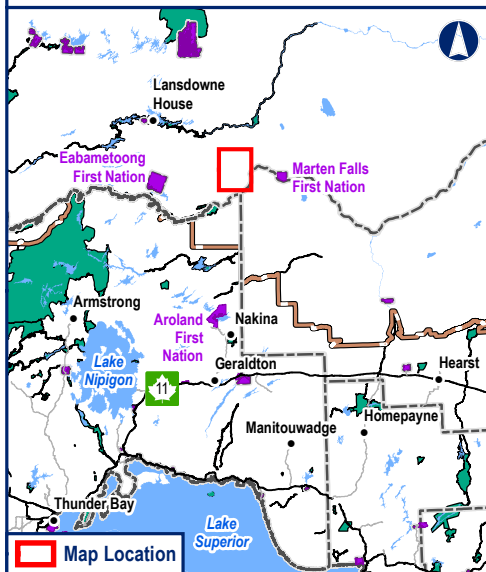 Lansdowne
House
Eabametoong
First Nation
Marten Falls
First Nation
Armstrong
Aroland
First
Nation
Nakina
Lake
Nipigon
11
Geraldton
Hearst
Manitouwadge
Homepayne
Thunder Bay
Lake
Superior
Map Location